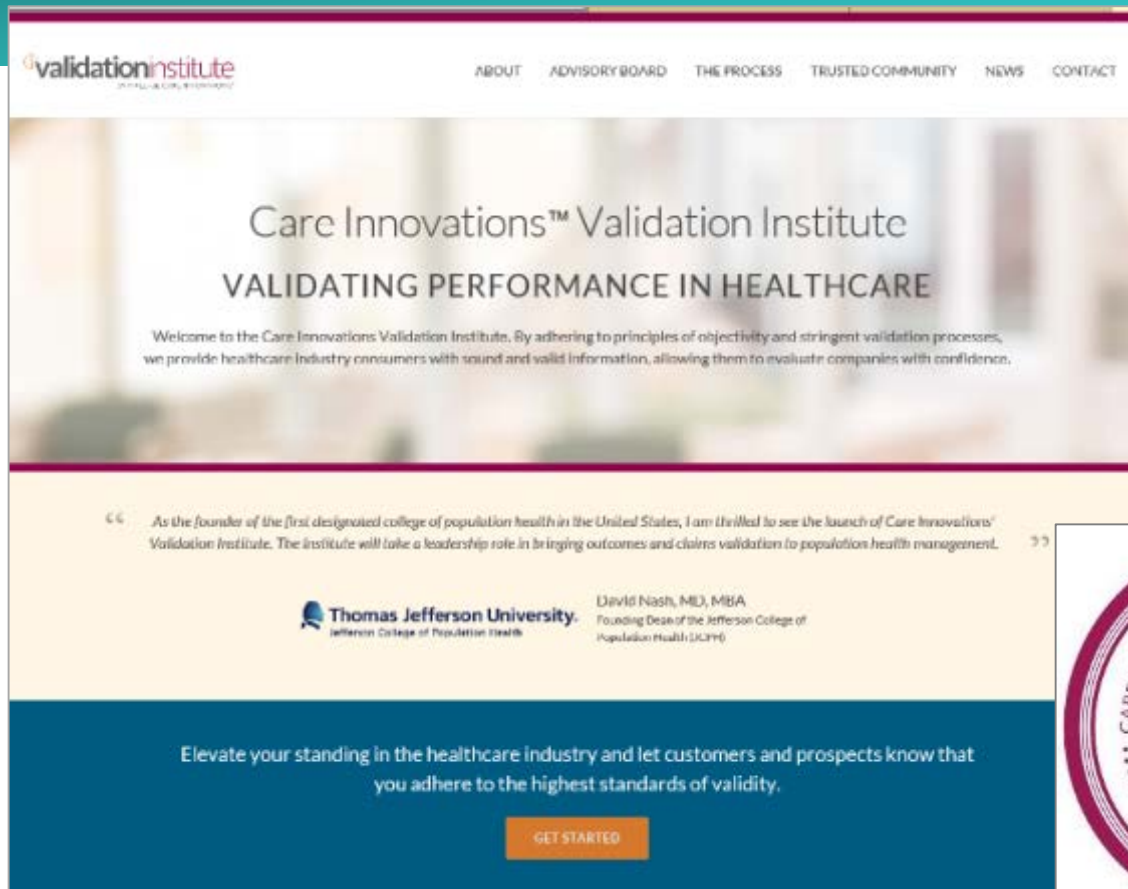 validationinstitute
ABOUT ADVISORY BOARD THE PROCESS TRUSTED COMMUNITY NEWS CONTACT
Care Innovations™ Validation Institute
VALIDATING PERFORMANCE IN HEALTHCARE
Welcome to the Care Innovations Validation Institute. By adhering to principles of objectivity and stringent validation processes,
we provide healthcare industry consumers with sound and valid information, allowing them to evaluate companies with confidence.
“ As the founder of the first designated college of population health in the United States, I am thrilled to see the launch of Care Innovations'
Validation Institute. The institute will take a leadership role in bringing outcomes and claims validation to population health management. ”
Thomas Jefferson University.
Jefferson College of Population Health
David Nash, MD, MBA
Founding Dean of the Jefferson College of
Population Health (JCPH)
Elevate your standing in the healthcare industry and let customers and prospects know that
you adhere to the highest standards of validity.
GET STARTED